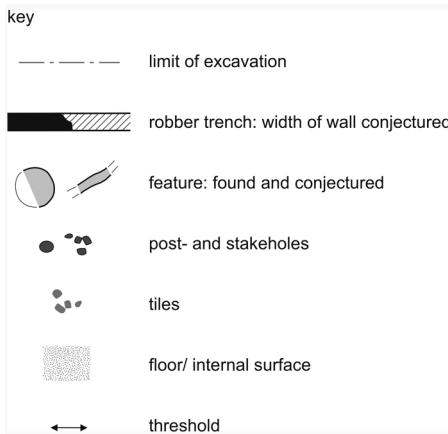 key
limit of excavation
robber trench: width of wall conjectured
feature: found and conjectured
post- and stakeholes
tiles
floor/ internal surface
threshold